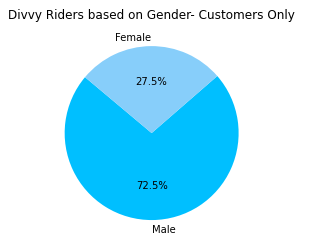 Divvy Riders based on Gender- Customers Only
Female
27.5%
72.5%
Male